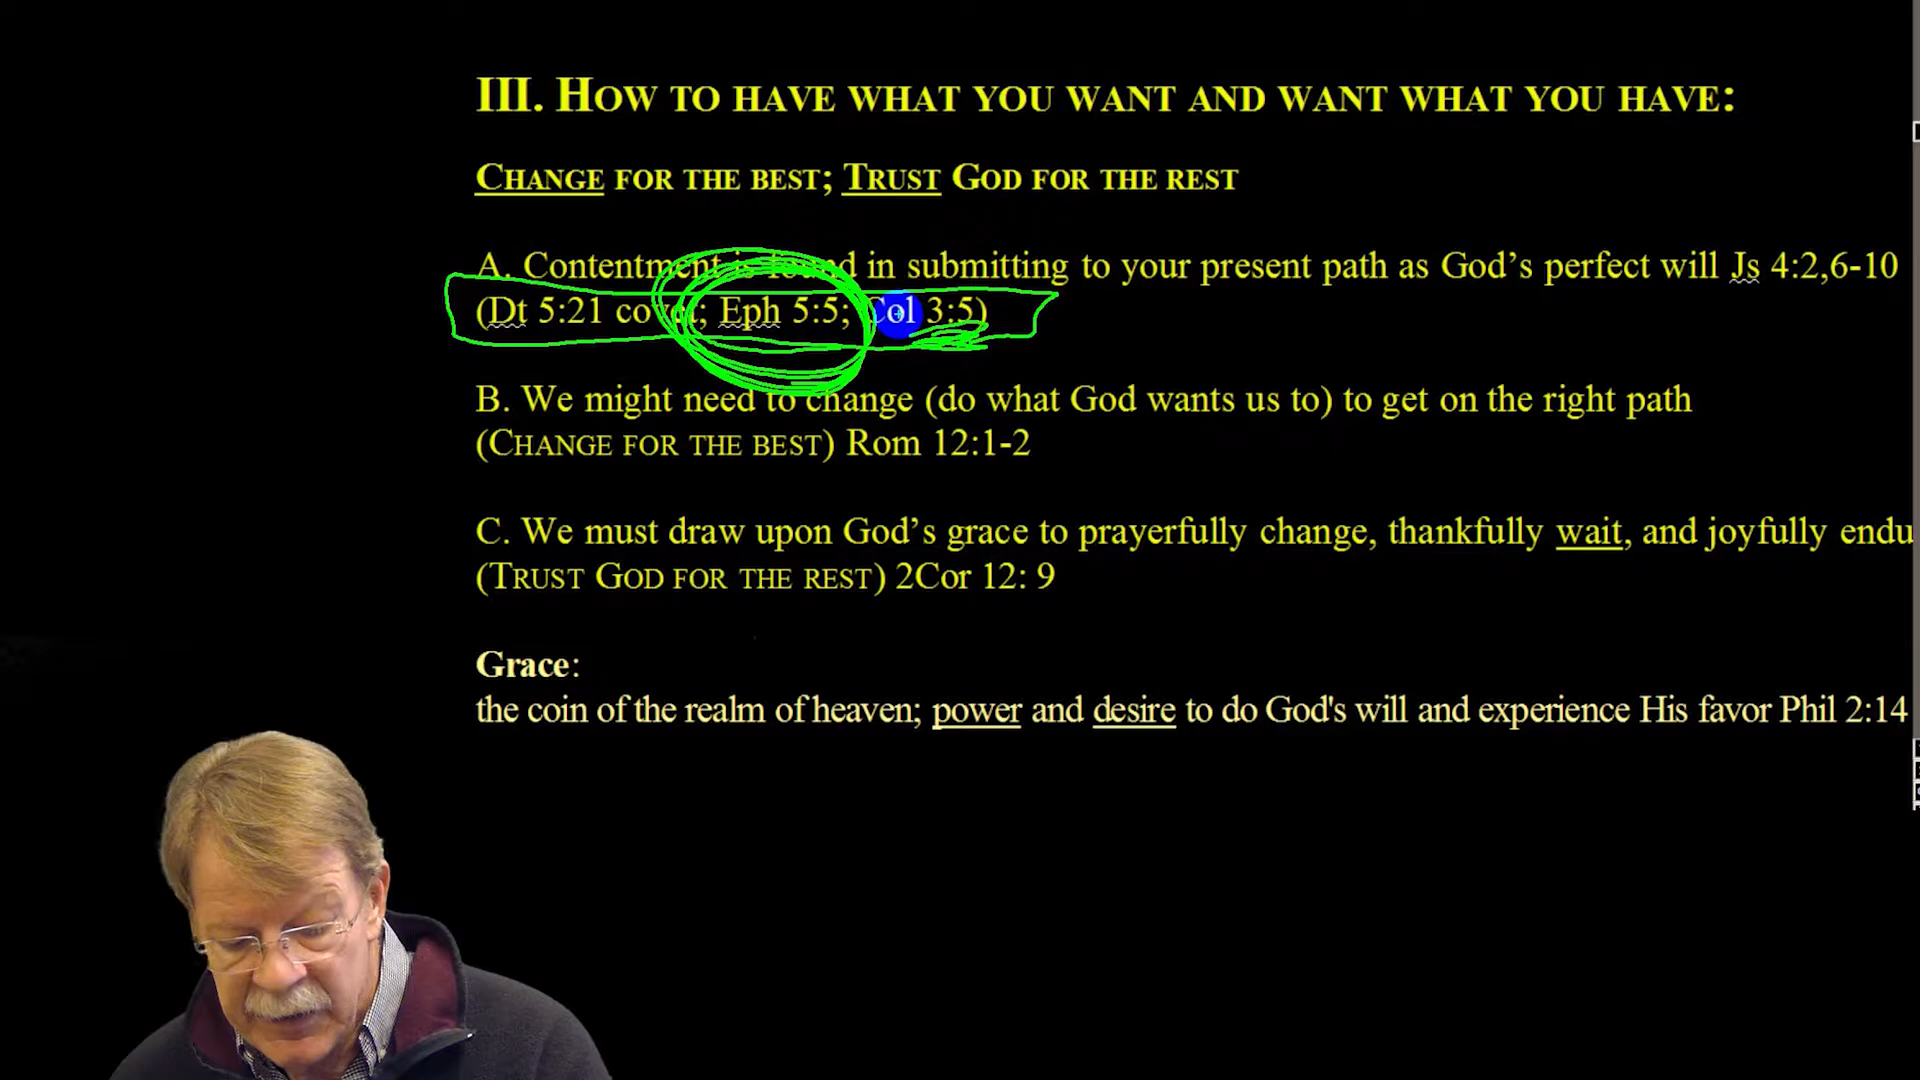 III. HOW TO HAVE WHAT YOU WANT AND WANT WHAT YOU HAVE:
CHANGE FOR THE BEST; TRUST GOD FOR THE REST
A. Contentment is found in submitting to your present path as God’s perfect will Js 4:2,6-10
(Dt 5:21 covet; Eph 5:5; Col 3:5)
B. We might need to change (do what God wants us to) to get on the right path
(CHANGE FOR THE BEST) Rom 12:1-2
C. We must draw upon God’s grace to prayerfully change, thankfully wait, and joyfully endu
(TRUST GOD FOR THE REST) 2Cor 12: 9
Grace:
the coin of the realm of heaven; power and desire to do God's will and experience His favor Phil 2:14